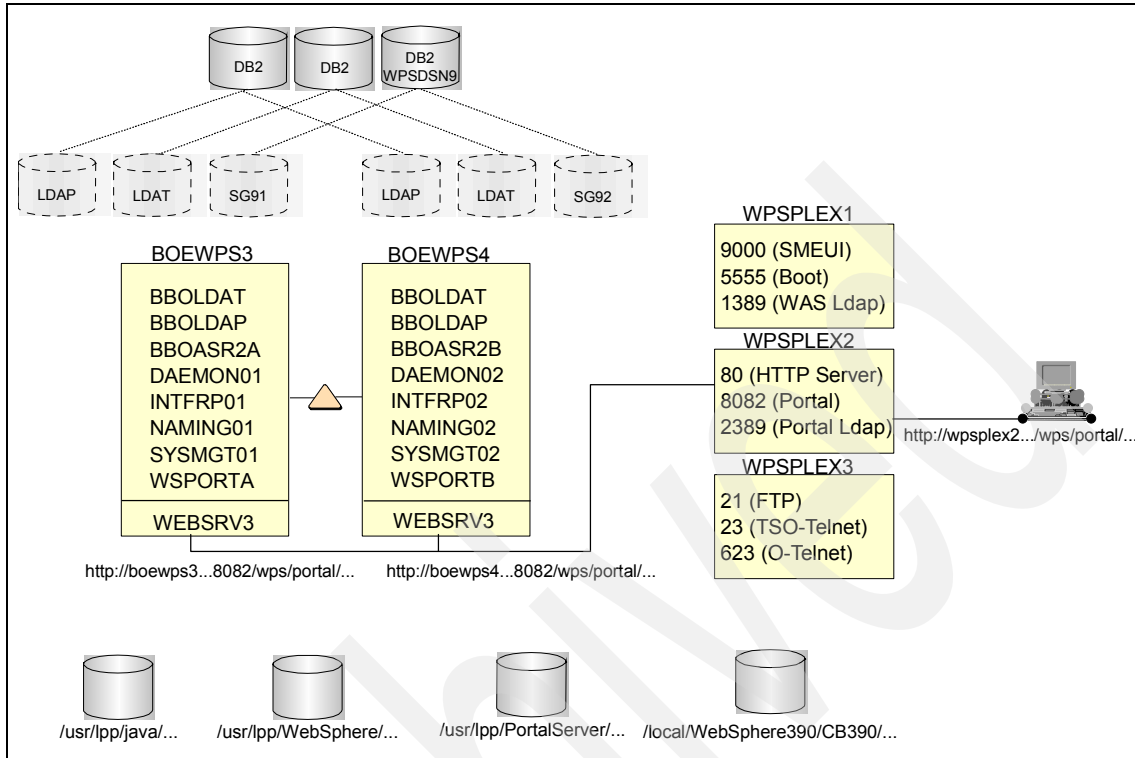 DB2
DB2
DB2
WPSDSN9
LDAP
LDAT
SG91
LDAP
LDAT
SG92
BOEWPS3
BBOLDAT
BBOLDAP
BBOASR2A
DAEMON01
INTFRP01
NAMING01
SYSMGT01
WSPORTA
WEBSRV3
http://boewps3...8082/wps/portal/...
BOEWPS4
BBOLDAT
BBOLDAP
BBOASR2B
DAEMON02
INTFRP02
NAMING02
SYSMGT02
WSPORTB
WEBSRV3
http://boewps4...8082/wps/portal/...
WPSPLEX1
9000 (SMEUI)
5555 (Boot)
1389 (WAS Ldap)
WPSPLEX2
80 (HTTP Server)
8082 (Portal)
2389 (Portal Ldap)
http://wpsplex2.../wps/portal/...
WPSPLEX3
21 (FTP)
23 (TSO-Telnet)
623 (O-Telnet)
/usr/lpp/java/...
/usr/lpp/WebSphere/...
/usr/lpp/PortalServer/...
/local/WebSphere390/CB390/...